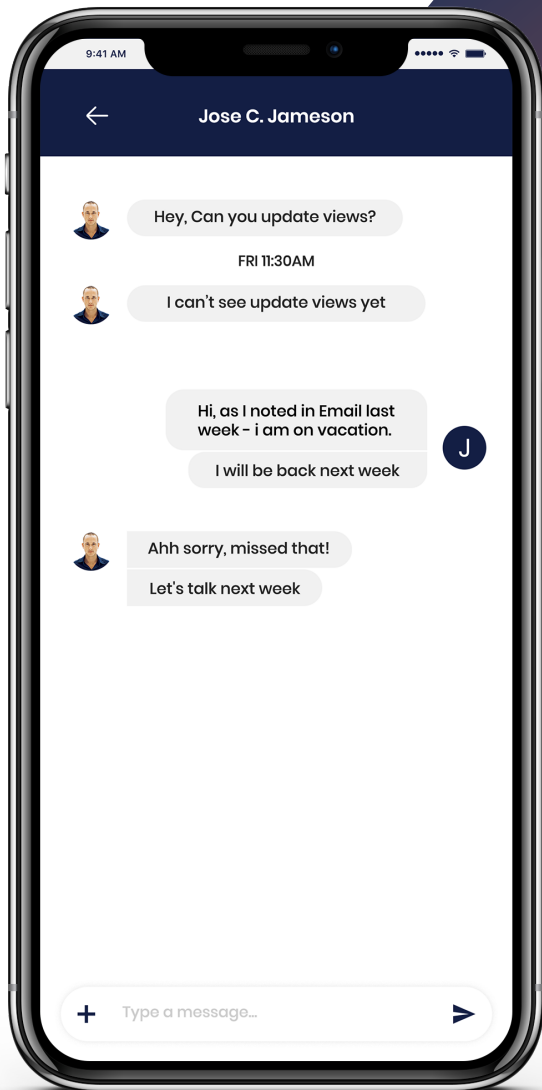 9:41 AM
Jose C. Jameson
Hey, Can you update views?
FRI 11:30AM
I can't see update views yet
Hi, as I noted in Email last
week - i am on vacation.
J
I will be back next week
Ahh sorry, missed that!
Let's talk next week
Type a message...